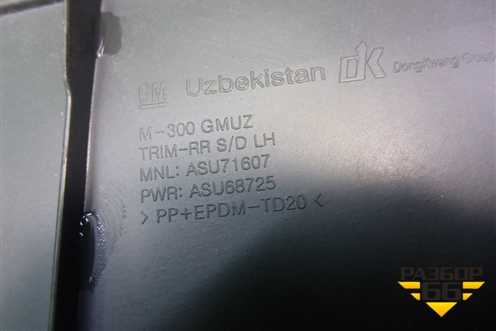 GM Uzbekistan DK DongKwang Group
M-300 GMUZ
TRIM-RR S/D LH
MNL: ASU71607
PWR: ASU68725
> PP+EPDM-TD20 <
РАЗБОР
66